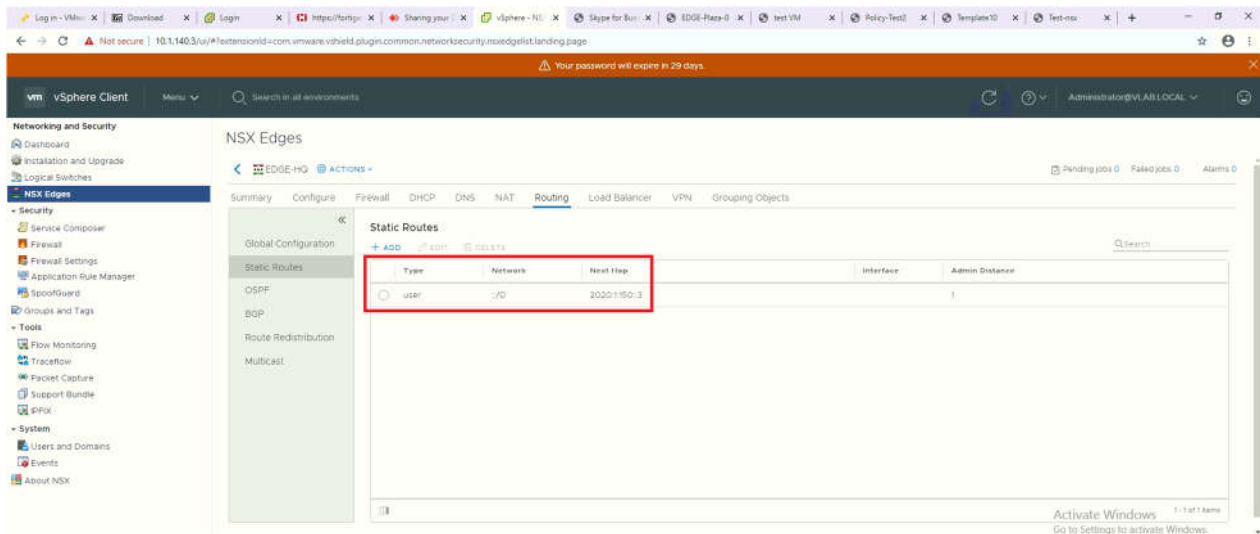 Log in - VMw
Download
Login
https://fortig
Sharing your
vSphere - NS
Skype for Bus
EDGE-Plaza-0
test VM
Policy-Test2
Template10
Test-nsx
Not secure | 10.1.140.3/ui/#?extensionId=com.vmware.vshield.plugin.common.networksecurity.nsxedgelist.landing.page
Your password will expire in 29 days.
vm vSphere Client Menu Search in all environments Administrator@VLAB.LOCAL
Networking and Security
Dashboard
Installation and Upgrade
Logical Switches
NSX Edges
Security
Service Composer
Firewall
Firewall Settings
Application Rule Manager
SpoofGuard
Groups and Tags
Tools
Flow Monitoring
Traceflow
Packet Capture
Support Bundle
IPFIX
System
Users and Domains
Events
About NSX
NSX Edges
EDGE-HQ ACTIONS
Pending jobs 0 Failed jobs 0 Alarms 0
Summary Configure Firewall DHCP DNS NAT Routing Load Balancer VPN Grouping Objects
Global Configuration
Static Routes
OSPF
BGP
Route Redistribution
Multicast
Static Routes
+ ADD EDIT DELETE Search
Type Network Next Hop Interface Admin Distance
user ::/0 2020:1:150::3 1
1 - 1 of 1 items
Activate Windows
Go to Settings to activate Windows.